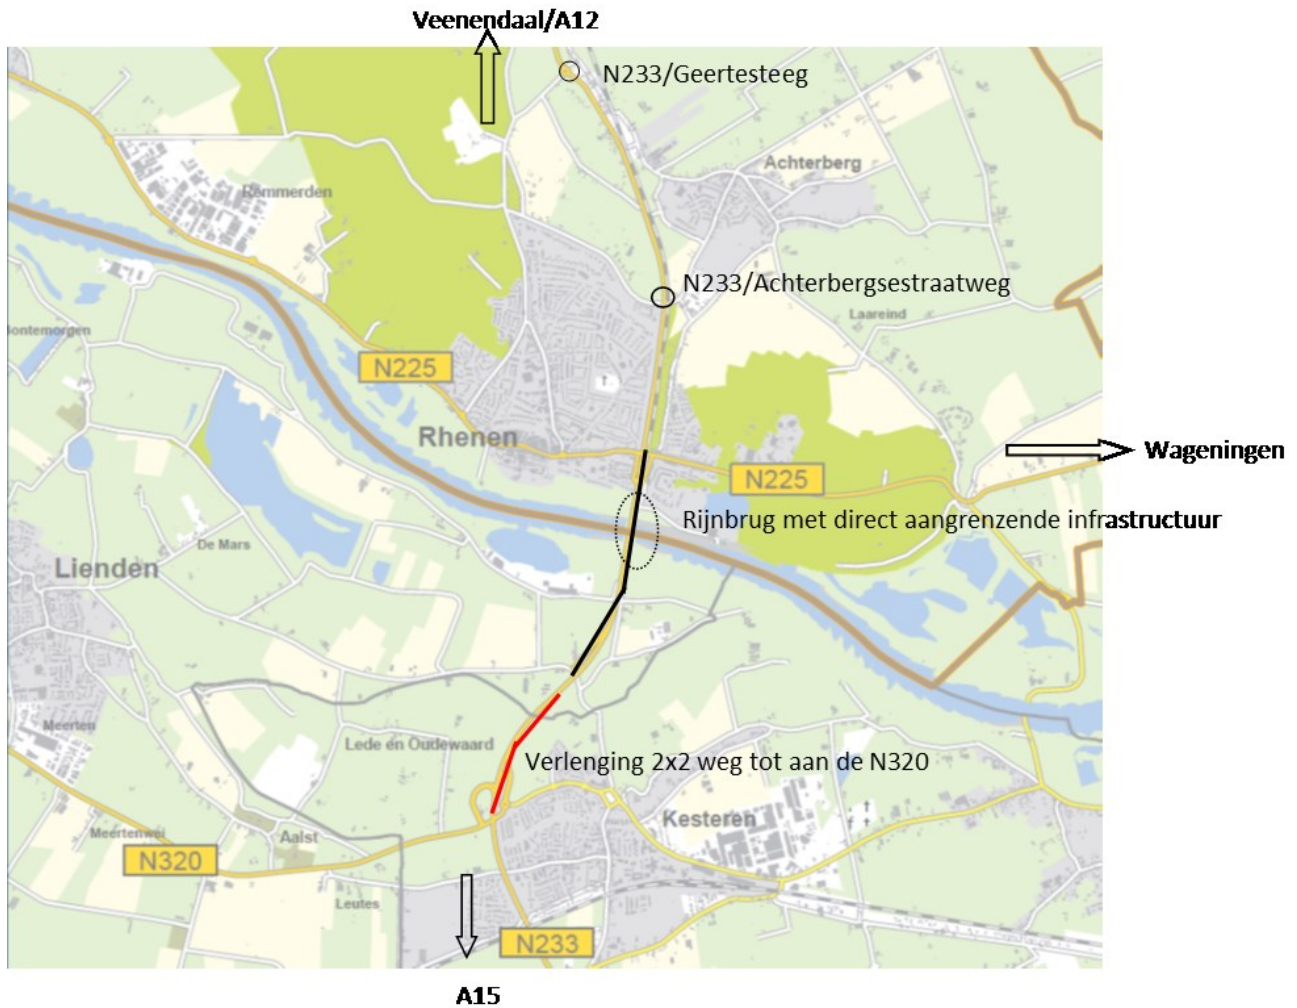 Veenendaal/A12
N233/Geertesteeg
Achterberg
Remmerden
N233/Achterbergsestraatweg
Laareind
Bontemorgen
N225
Rhenen
Wageningen
N225
Rijnbrug met direct aangrenzende infrastructuur
De Mars
Lienden
Meerten
Lede en Oudewaard
Verlenging 2x2 weg tot aan de N320
Kesteren
Meertenwei
Aalst
N320
Leutes
N233
A15